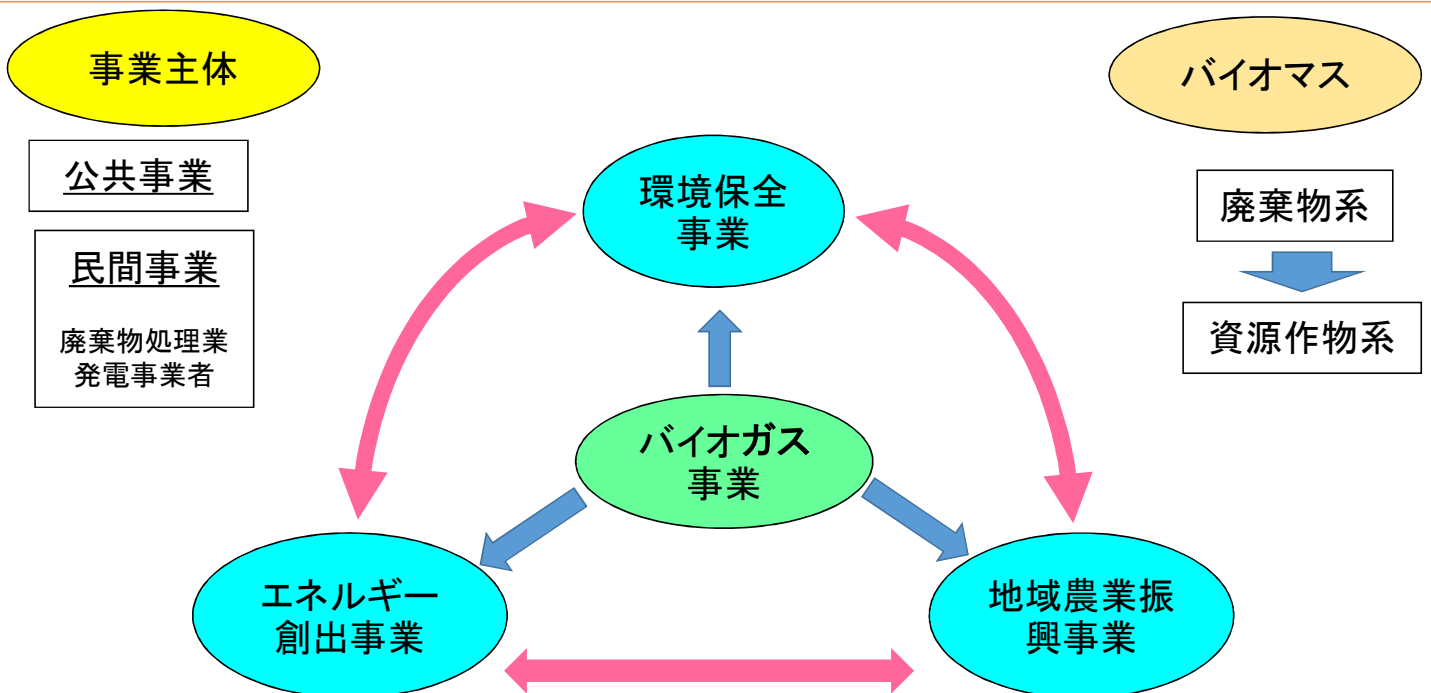 事業主体
公共事業
民間事業
廃棄物処理業
発電事業者
バイオマス
廃棄物系
資源作物系
環境保全
事業
バイオガス
事業
エネルギー
創出事業
地域農業振
興事業